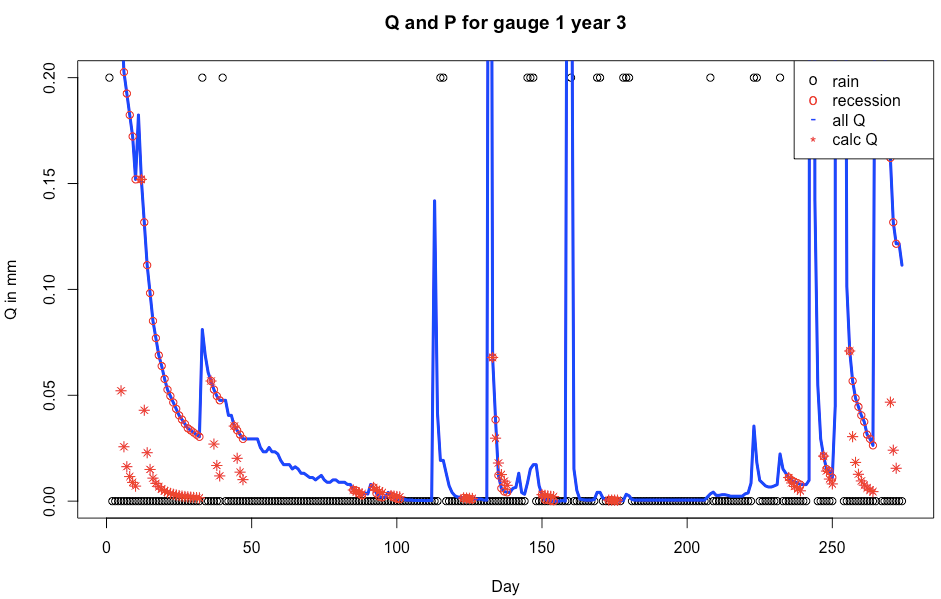 Q and P for gauge 1 year 3
0.20
0.15
0.10
0.05
0.00
Q in mm
o rain
o recession
- all Q
* calc Q
0 50 100 150 200 250
Day